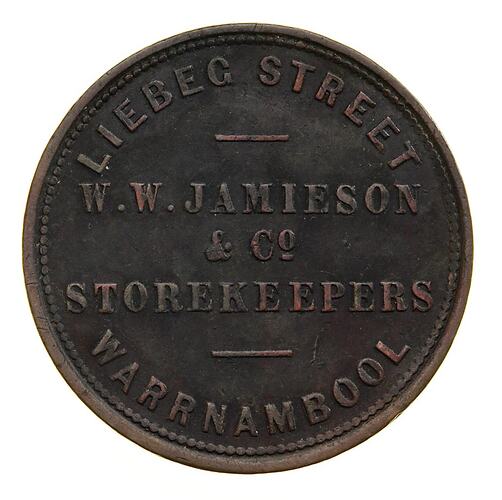 LIEBEG STREET
W.W. JAMIESON
& Co
STOREKEEPERS
WARRNAMBOOL